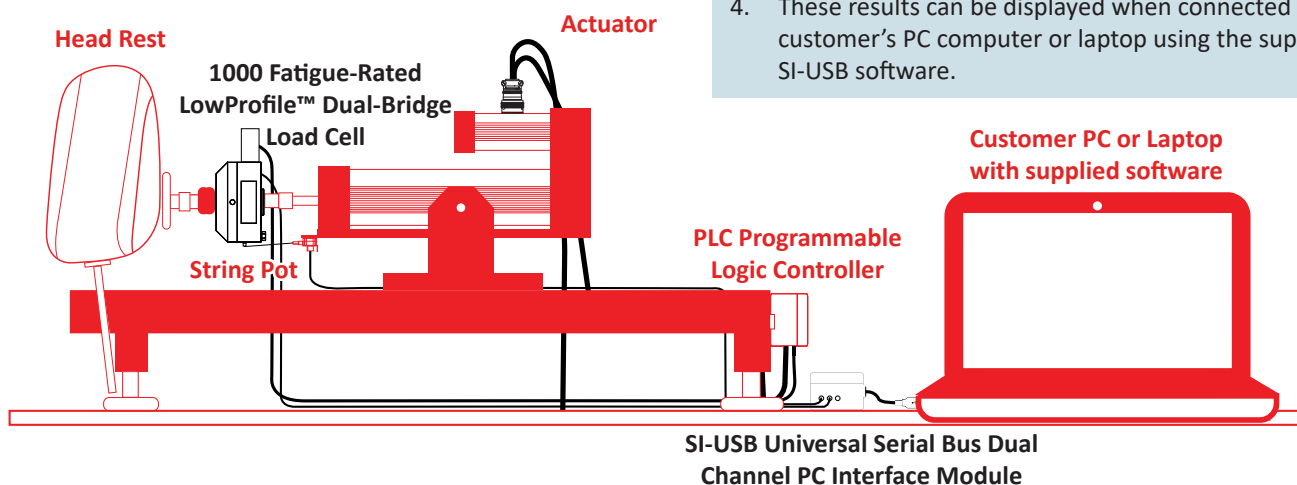 4. These results can be displayed when connected
customer’s PC computer or laptop using the sup
SI-USB software.
Actuator
Head Rest
1000 Fatigue-Rated
LowProfile™ Dual-Bridge
Load Cell
Customer PC or Laptop
with supplied software
PLC Programmable
Logic Controller
String Pot
SI-USB Universal Serial Bus Dual
Channel PC Interface Module